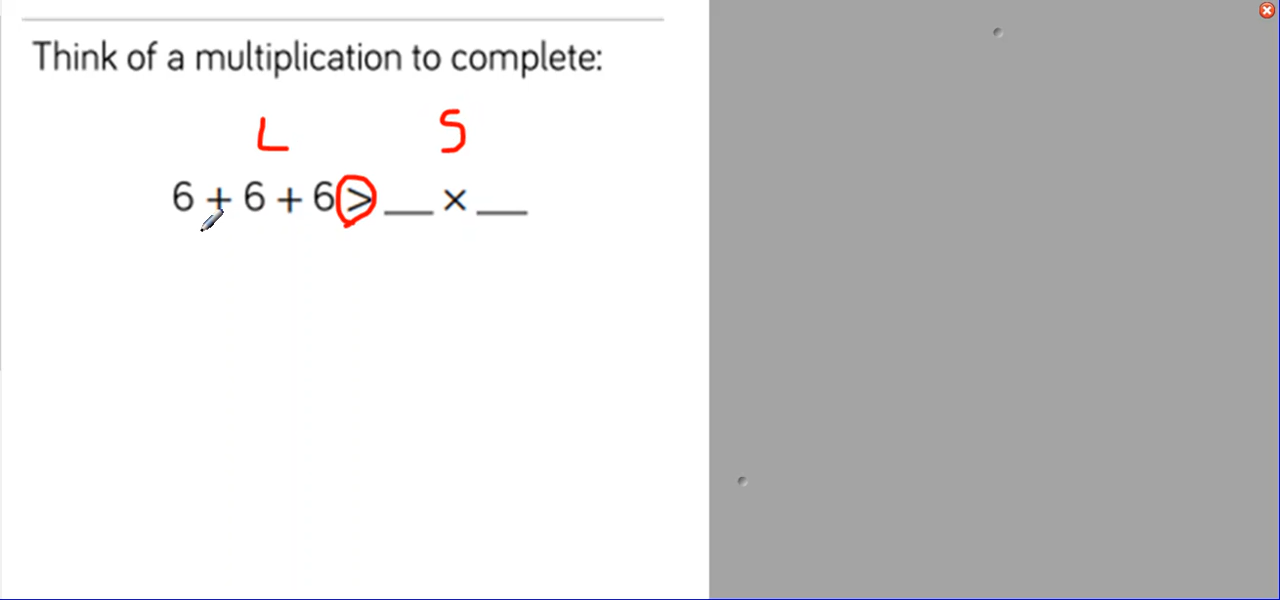 Think of a multiplication to complete:
L S
6 + 6 + 6 > __ × __